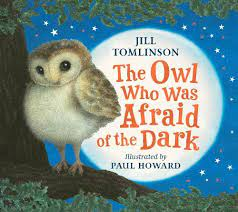 JILL
TOMLINSON
The Owl
Who Was
Afraid
of the Dark
Illustrated by
PAUL HOWARD